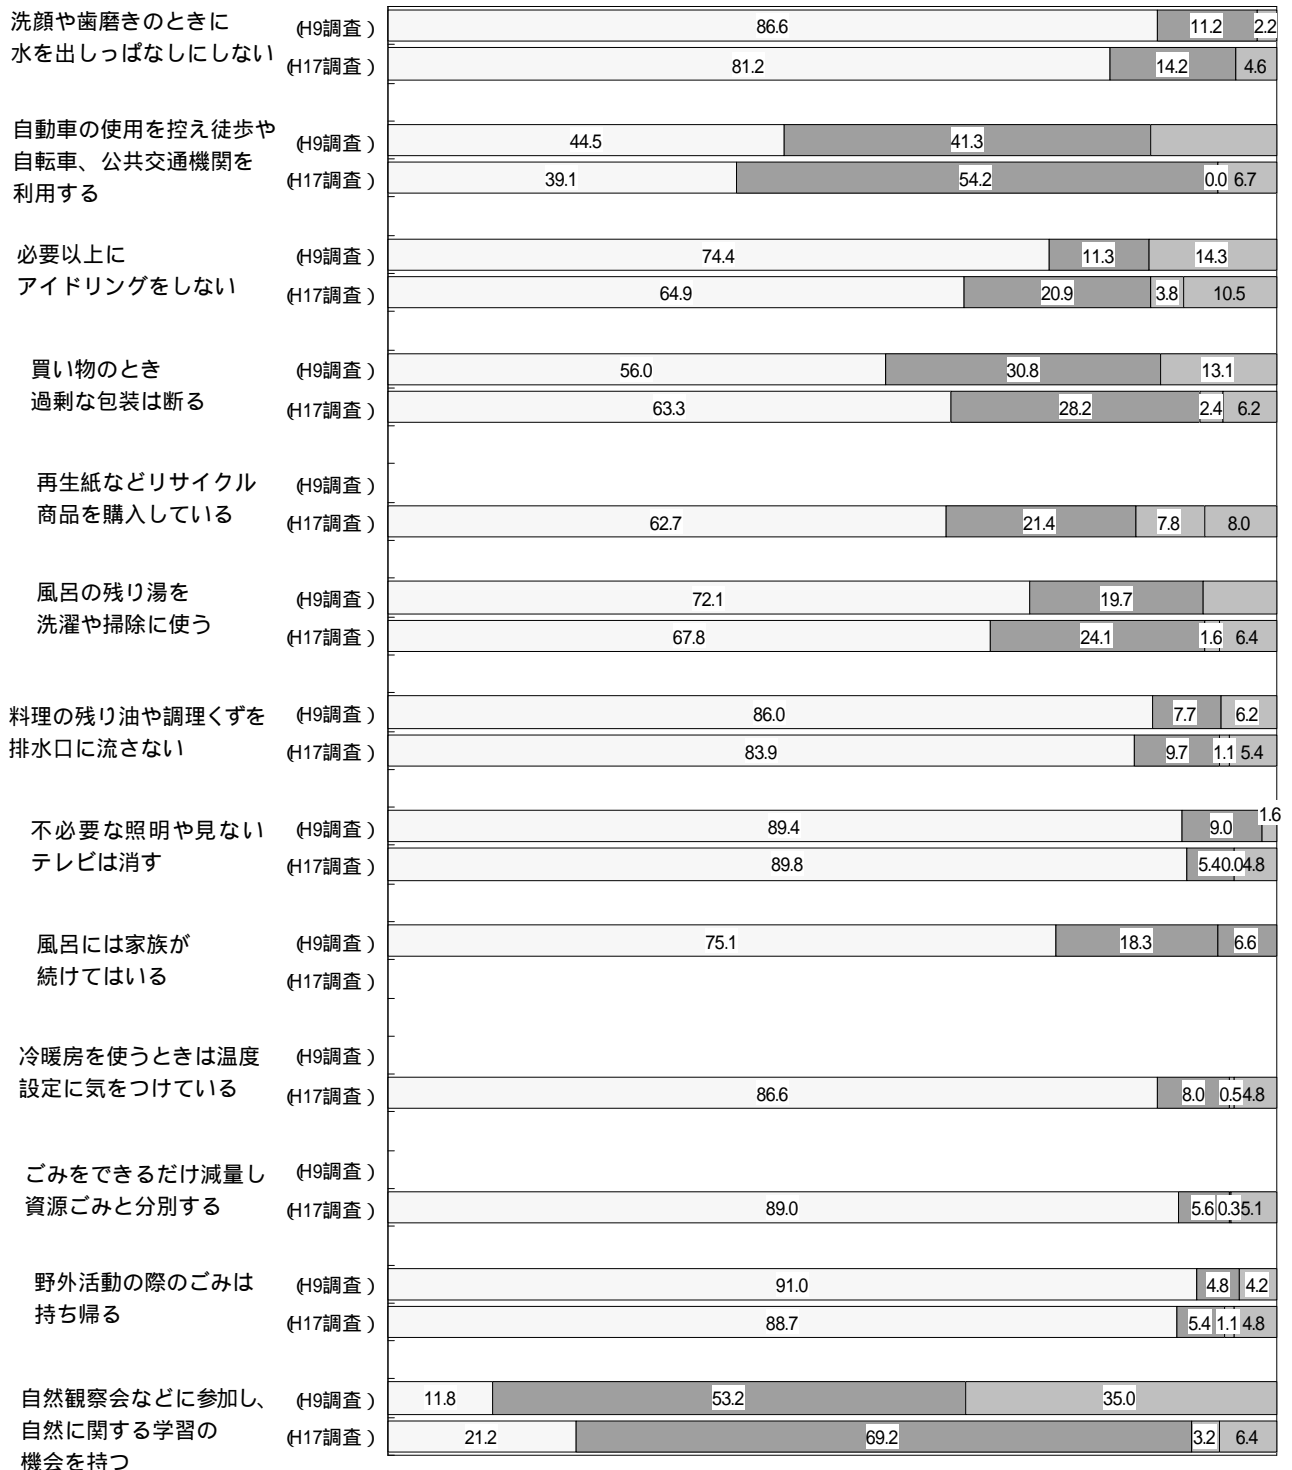 洗顔や歯磨きのときに
水を出しっぱなしにしない
(H9調査) 86.6 11.2 2.2
(H17調査) 81.2 14.2 4.6
自動車の使用を控え徒歩や
自転車、公共交通機関を
利用する
(H9調査) 44.5 41.3
(H17調査) 39.1 54.2 0.0 6.7
必要以上に
アイドリングをしない
(H9調査) 74.4 11.3 14.3
(H17調査) 64.9 20.9 3.8 10.5
買い物のとき
過剰な包装は断る
(H9調査) 56.0 30.8 13.1
(H17調査) 63.3 28.2 2.4 6.2
再生紙などリサイクル
商品を購入している
(H9調査)
(H17調査) 62.7 21.4 7.8 8.0
風呂の残り湯を
洗濯や掃除に使う
(H9調査) 72.1 19.7
(H17調査) 67.8 24.1 1.6 6.4
料理の残り油や調理くずを
排水口に流さない
(H9調査) 86.0 7.7 6.2
(H17調査) 83.9 9.7 1.1 5.4
不必要な照明や見ない
テレビは消す
(H9調査) 89.4 9.0 1.6
(H17調査) 89.8 5.4 0.0 4.8
風呂には家族が
続けてはいる
(H9調査) 75.1 18.3 6.6
(H17調査)
冷暖房を使うときは温度
設定に気をつけている
(H9調査)
(H17調査) 86.6 8.0 0.5 4.8
ごみをできるだけ減量し
資源ごみと分別する
(H9調査)
(H17調査) 89.0 5.6 0.3 5.1
野外活動の際のごみは
持ち帰る
(H9調査) 91.0 4.8 4.2
(H17調査) 88.7 5.4 1.1 4.8
自然観察会などに参加し、
自然に関する学習の
機会を持つ
(H9調査) 11.8 53.2 35.0
(H17調査) 21.2 69.2 3.2 6.4